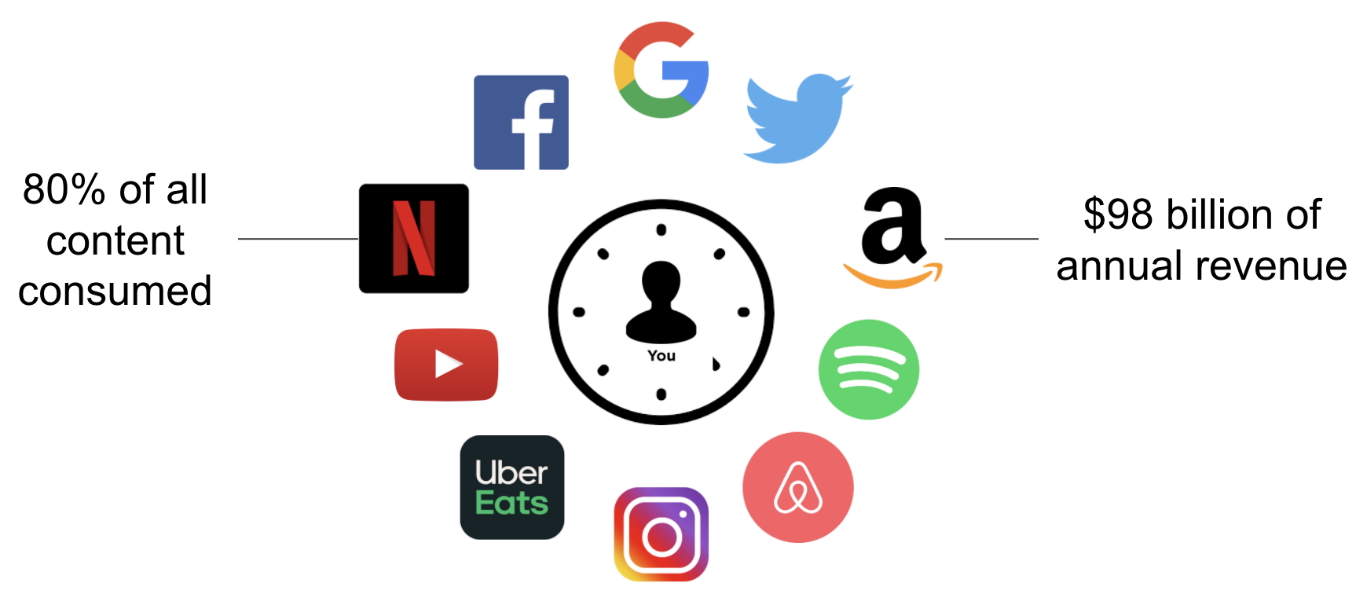 80% of all
content
consumed
$98 billion of
annual revenue
You
Uber
Eats